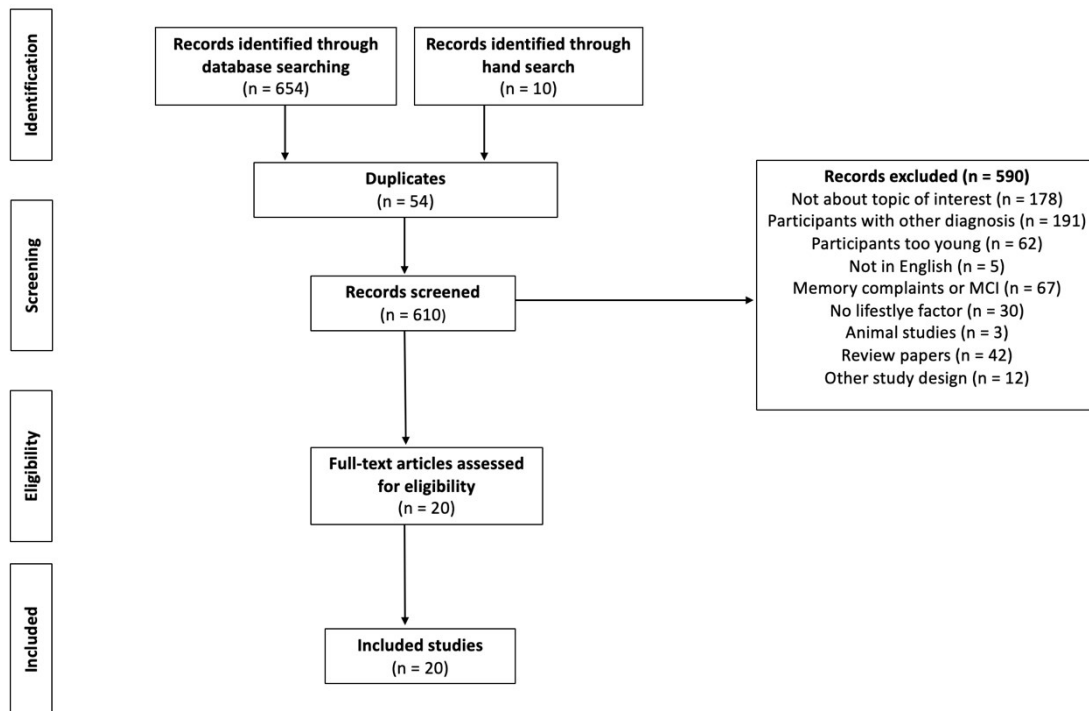 Identification
Records identified through
database searching
(n = 654)
Records identified through
hand search
(n = 10)
Duplicates
(n = 54)
Screening
Records screened
(n = 610)
Records excluded (n = 590)
Not about topic of interest (n = 178)
Participants with other diagnosis (n = 191)
Participants too young (n = 62)
Not in English (n = 5)
Memory complaints or MCI (n = 67)
No lifestlye factor (n = 30)
Animal studies (n = 3)
Review papers (n = 42)
Other study design (n = 12)
Eligibility
Full-text articles assessed
for eligibility
(n = 20)
Included
Included studies
(n = 20)